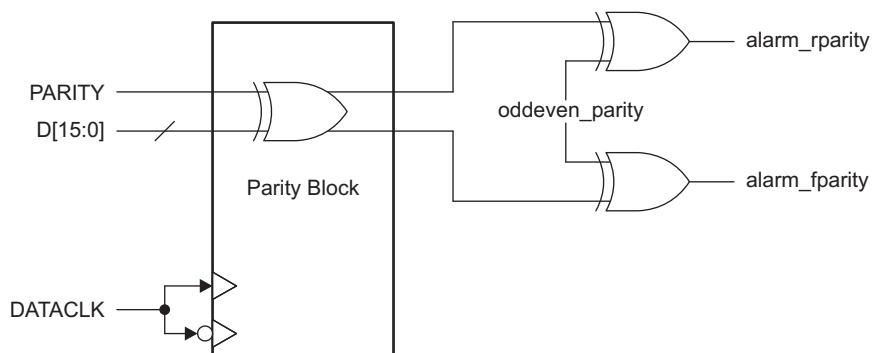 alarm_rparity
PARITY
oddeven_parity
D[15:0]
Parity Block
alarm_fparity
DATACLK